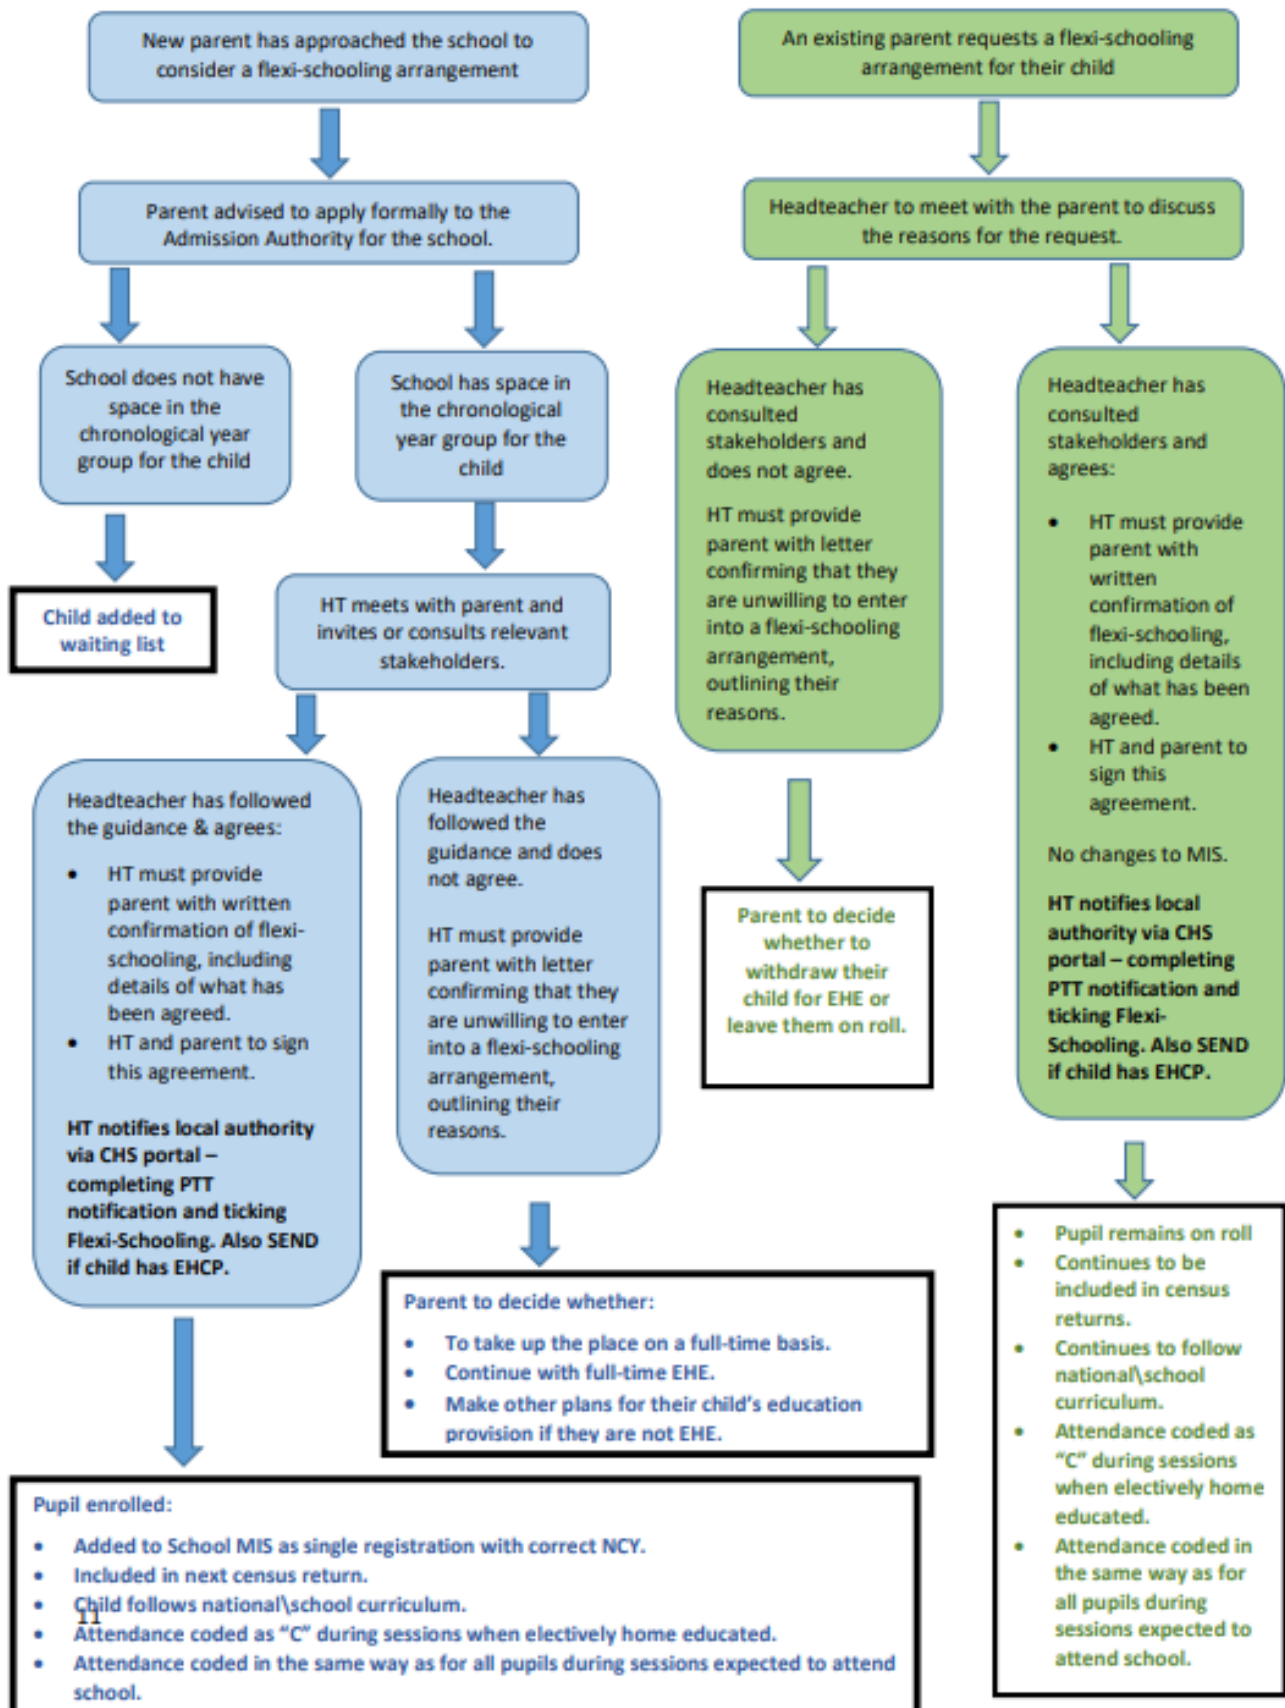 New parent has approached the school to
consider a flexi-schooling arrangement
Parent advised to apply formally to the
Admission Authority for the school.
School does not have
space in the
chronological year
group for the child
School has space in
the chronological
year group for the
child
Child added to
waiting list
HT meets with parent and
invites or consults relevant
stakeholders.
Headteacher has followed
the guidance & agrees:
• HT must provide
parent with written
confirmation of flexi-
schooling, including
details of what has
been agreed.
• HT and parent to sign
this agreement.
HT notifies local authority
via CHS portal –
completing PTT
notification and ticking
Flexi-Schooling. Also SEND
if child has EHCP.
Headteacher has
followed the
guidance and does
not agree.
HT must provide
parent with letter
confirming that they
are unwilling to enter
into a flexi-schooling
arrangement,
outlining their
reasons.
Parent to decide whether:
• To take up the place on a full-time basis.
• Continue with full-time EHE.
• Make other plans for their child's education
provision if they are not EHE.
Pupil enrolled:
• Added to School MIS as single registration with correct NCY.
• Included in next census return.
• Child follows national\school curriculum.
11
• Attendance coded as “C” during sessions when electively home educated.
• Attendance coded in the same way as for all pupils during sessions expected to attend
school.
An existing parent requests a flexi-schooling
arrangement for their child
Headteacher to meet with the parent to discuss
the reasons for the request.
Headteacher has
consulted
stakeholders and
does not agree.
HT must provide
parent with letter
confirming that they
are unwilling to enter
into a flexi-schooling
arrangement,
outlining their
reasons.
Parent to decide
whether to
withdraw their
child for EHE or
leave them on roll.
Headteacher has
consulted
stakeholders and
agrees:
• HT must provide
parent with
written
confirmation of
flexi-schooling,
including details
of what has been
agreed.
• HT and parent to
sign this
agreement.
No changes to MIS.
HT notifies local
authority via CHS
portal – completing
PTT notification and
ticking Flexi-
Schooling. Also SEND
if child has EHCP.
• Pupil remains on roll
• Continues to be
included in census
returns.
• Continues to follow
national\school
curriculum.
• Attendance coded as
“C” during sessions
when electively home
educated.
• Attendance coded in
the same way as for
all pupils during
sessions expected to
attend school.